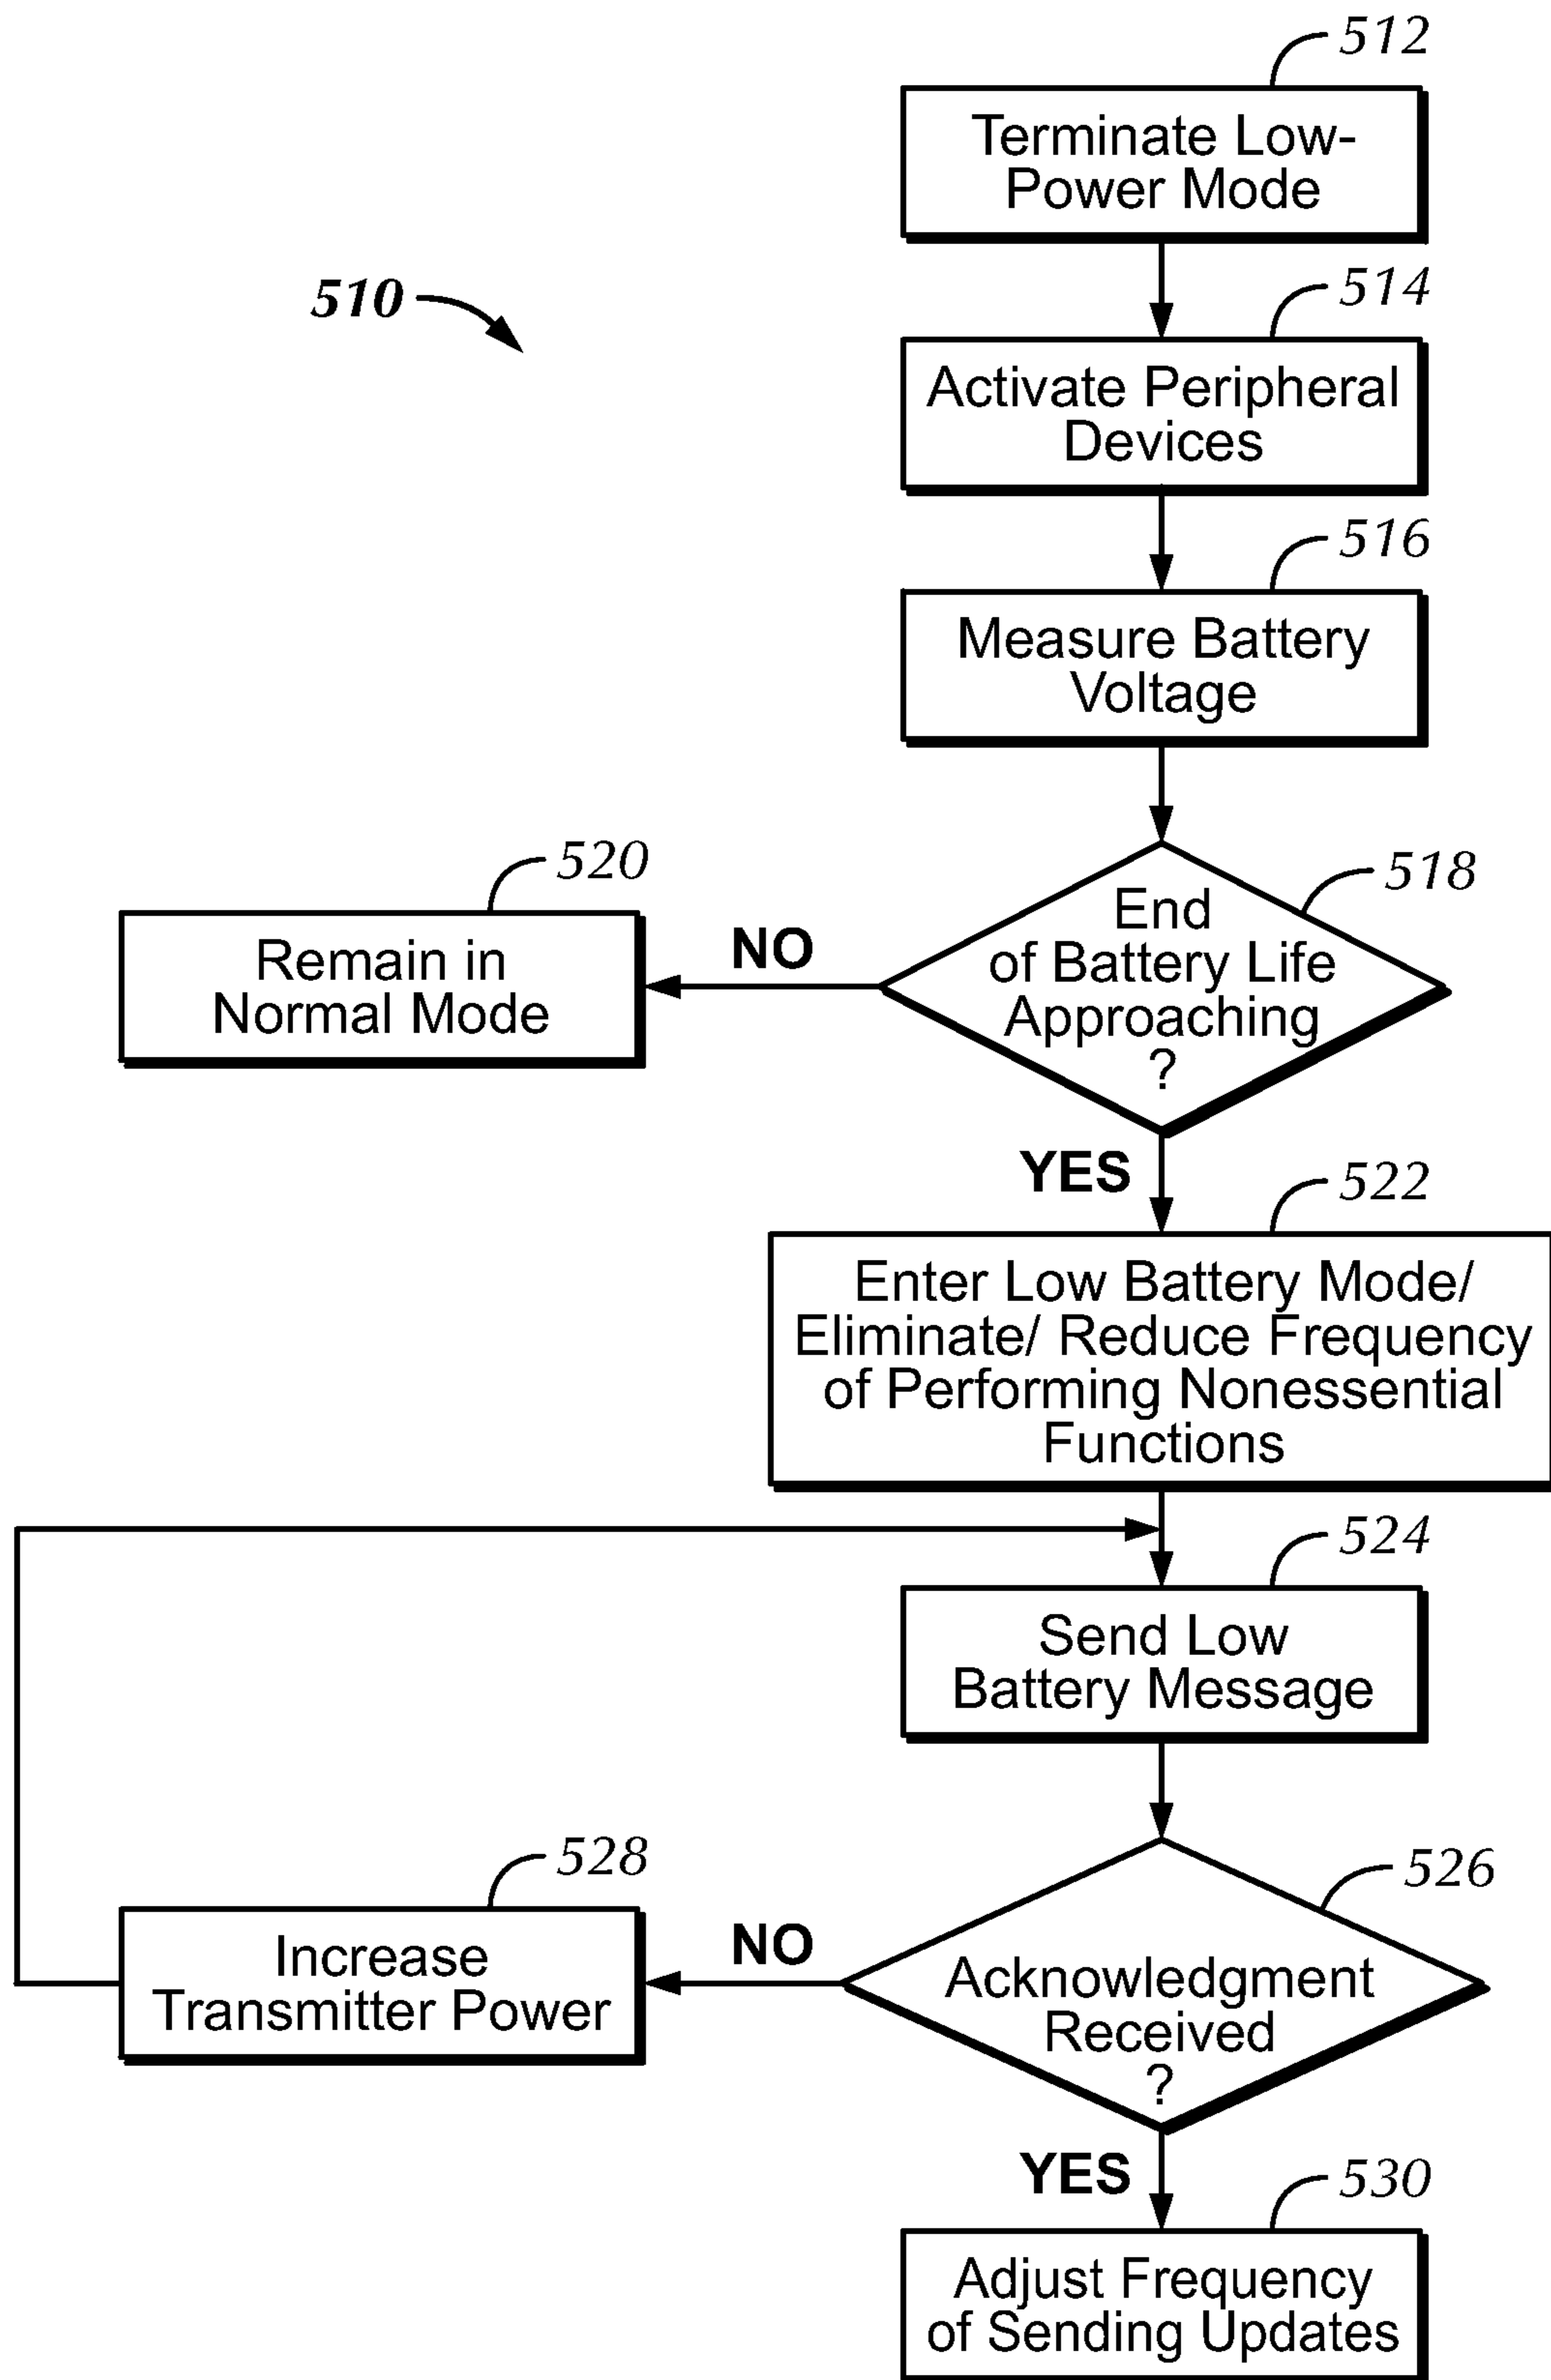 512
Terminate Low-
Power Mode
510
514
Activate Peripheral
Devices
516
Measure Battery
Voltage
520
518
Remain in
Normal Mode
NO
End
of Battery Life
Approaching
?
YES
522
Enter Low Battery Mode/
Eliminate/ Reduce Frequency
of Performing Nonessential
Functions
524
Send Low
Battery Message
528
526
Increase
Transmitter Power
NO
Acknowledgment
Received
?
YES
530
Adjust Frequency
of Sending Updates